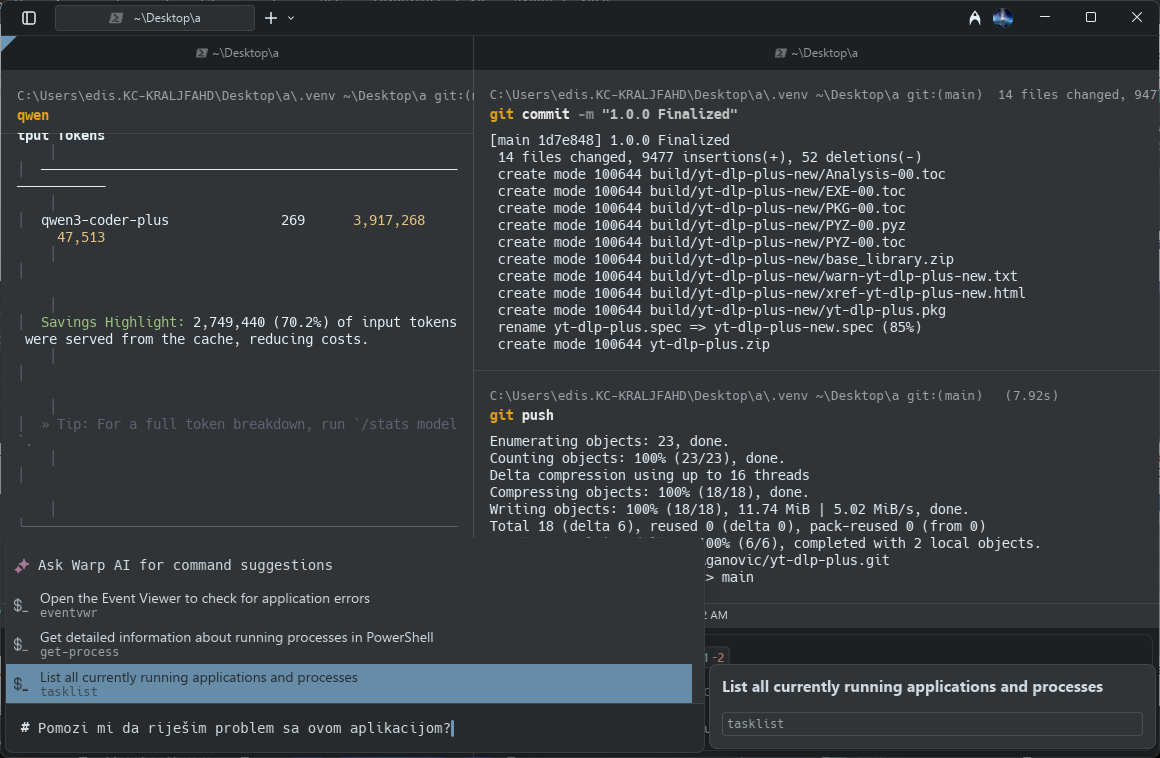 ~\Desktop\a
~\Desktop\a
C:\Users\edis.KC-KRALJFAHD\Desktop\a\.venv ~\Desktop\a git:(
qwen
tput Tokens
qwen3-coder-plus 269 3,917,268
47,513
Savings Highlight: 2,749,440 (70.2%) of input tokens
were served from the cache, reducing costs.
» Tip: For a full token breakdown, run `/stats model
`.
~\Desktop\a
C:\Users\edis.KC-KRALJFAHD\Desktop\a\.venv ~\Desktop\a git:(main) 14 files changed, 947
git commit -m "1.0.0 Finalized"
[main 1d7e848] 1.0.0 Finalized
14 files changed, 9477 insertions(+), 52 deletions(-)
create mode 100644 build/yt-dlp-plus-new/Analysis-00.toc
create mode 100644 build/yt-dlp-plus-new/EXE-00.toc
create mode 100644 build/yt-dlp-plus-new/PKG-00.toc
create mode 100644 build/yt-dlp-plus-new/PYZ-00.pyz
create mode 100644 build/yt-dlp-plus-new/PYZ-00.toc
create mode 100644 build/yt-dlp-plus-new/base_library.zip
create mode 100644 build/yt-dlp-plus-new/warn-yt-dlp-plus-new.txt
create mode 100644 build/yt-dlp-plus-new/xref-yt-dlp-plus-new.html
create mode 100644 build/yt-dlp-plus-new/yt-dlp-plus.pkg
rename yt-dlp-plus.spec => yt-dlp-plus-new.spec (85%)
create mode 100644 yt-dlp-plus.zip
C:\Users\edis.KC-KRALJFAHD\Desktop\a\.venv ~\Desktop\a git:(main) (7.92s)
git push
Enumerating objects: 23, done.
Counting objects: 100% (23/23), done.
Delta compression using up to 16 threads
Compressing objects: 100% (18/18), done.
Writing objects: 100% (18/18), 11.74 MiB | 5.02 MiB/s, done.
Total 18 (delta 6), reused 0 (delta 0), pack-reused 0 (from 0)
00% (6/6), completed with 2 local objects.
ganovic/yt-dlp-plus.git
> main
2 AM
1 -2
Ask Warp AI for command suggestions
$_ Open the Event Viewer to check for application errors
eventvwr
$_ Get detailed information about running processes in PowerShell
get-process
$_ List all currently running applications and processes
tasklist
# Pomozi mi da riješim problem sa ovom aplikacijom?
List all currently running applications and processes
tasklist